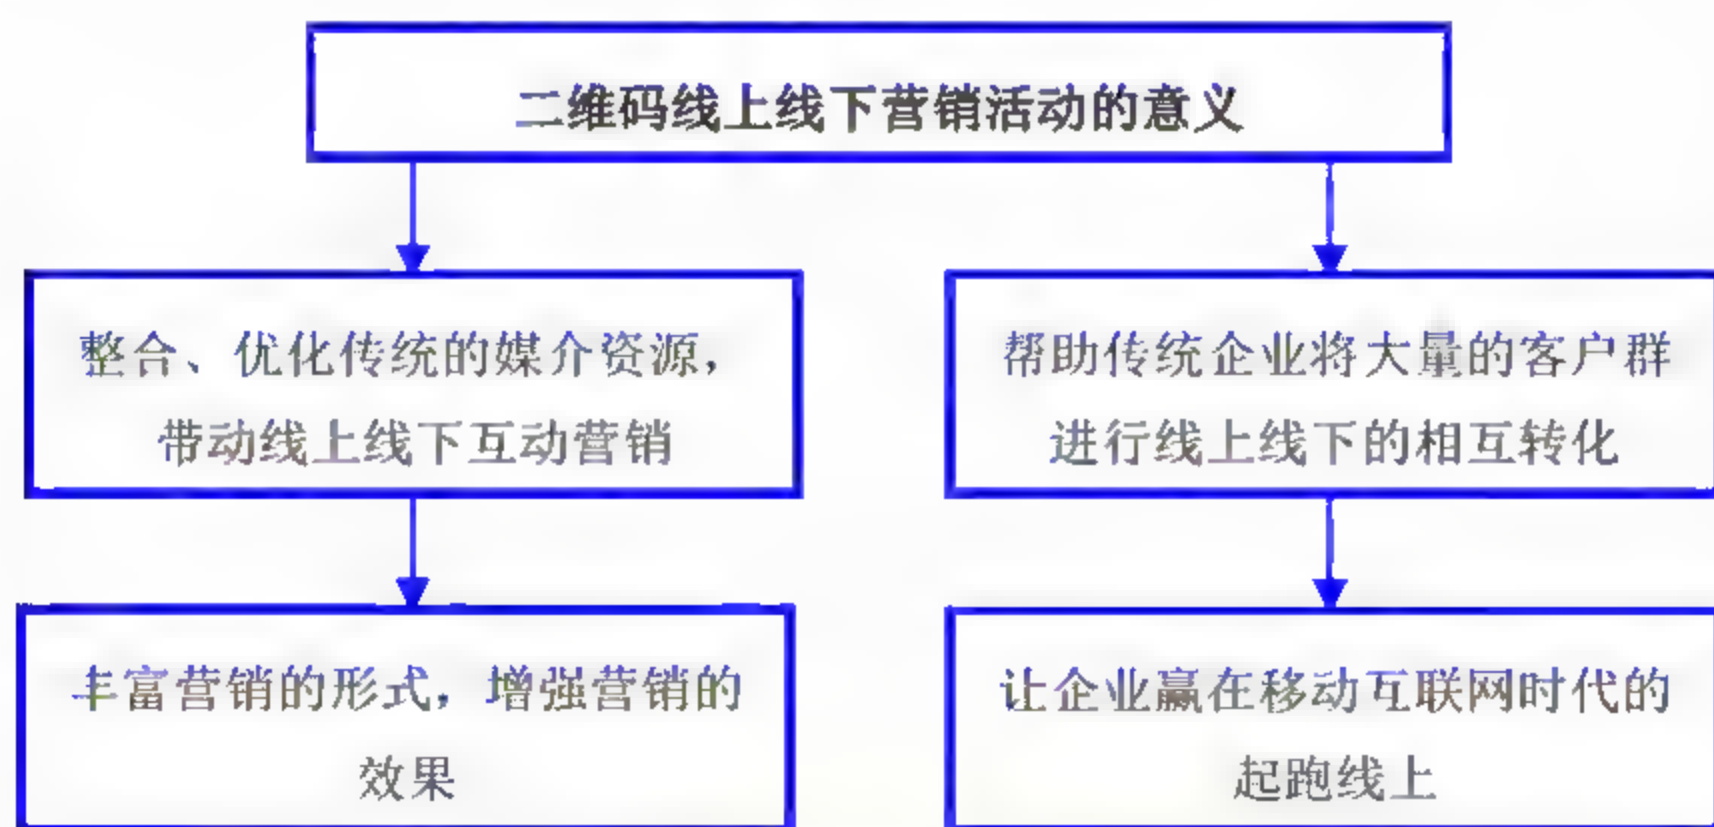 二维码线上线下营销活动的意义
整合、优化传统的媒介资源，
带动线上线下互动营销
帮助传统企业将大量的客户群
进行线上线下的相互转化
丰富营销的形式，增强营销的
效果
让企业赢在移动互联网时代的
起跑线上